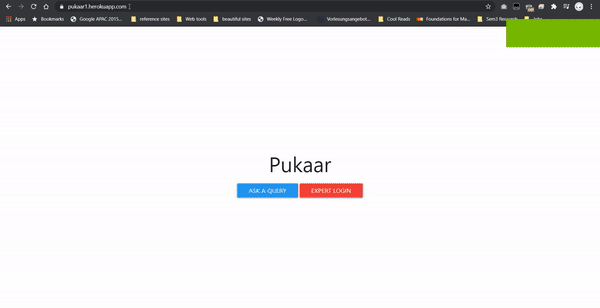 pukaar1.herokuapp.com
Apps Bookmarks Google APAC 2015... reference sites Web tools beautiful sites Weekly Free Logo... Vorlesungsangebot... Cool Reads Foundations for Ma... Sem3 Research Jobs
Pukaar
ASK A QUERY EXPERT LOGIN